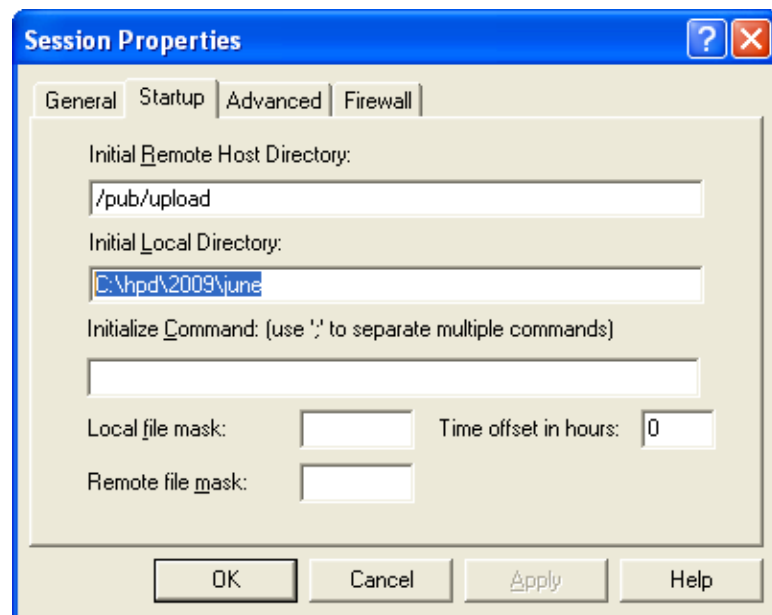 Session Properties
General Startup Advanced Firewall
Initial Remote Host Directory:
/pub/upload
Initial Local Directory:
C:\hpd\2009\june
Initialize Command: (use ';' to separate multiple commands)
Local file mask: Time offset in hours: 0
Remote file mask:
OK Cancel Apply Help